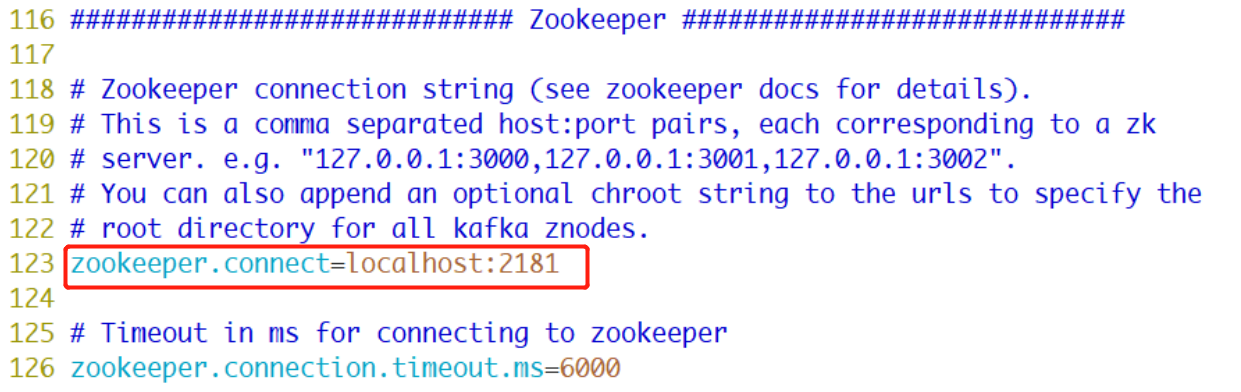 116 ############################# Zookeeper #############################
117
118 # Zookeeper connection string (see zookeeper docs for details).
119 # This is a comma separated host:port pairs, each corresponding to a zk
120 # server. e.g. "127.0.0.1:3000,127.0.0.1:3001,127.0.0.1:3002".
121 # You can also append an optional chroot string to the urls to specify the
122 # root directory for all kafka znodes.
123 zookeeper.connect=localhost:2181
124
125 # Timeout in ms for connecting to zookeeper
126 zookeeper.connection.timeout.ms=6000